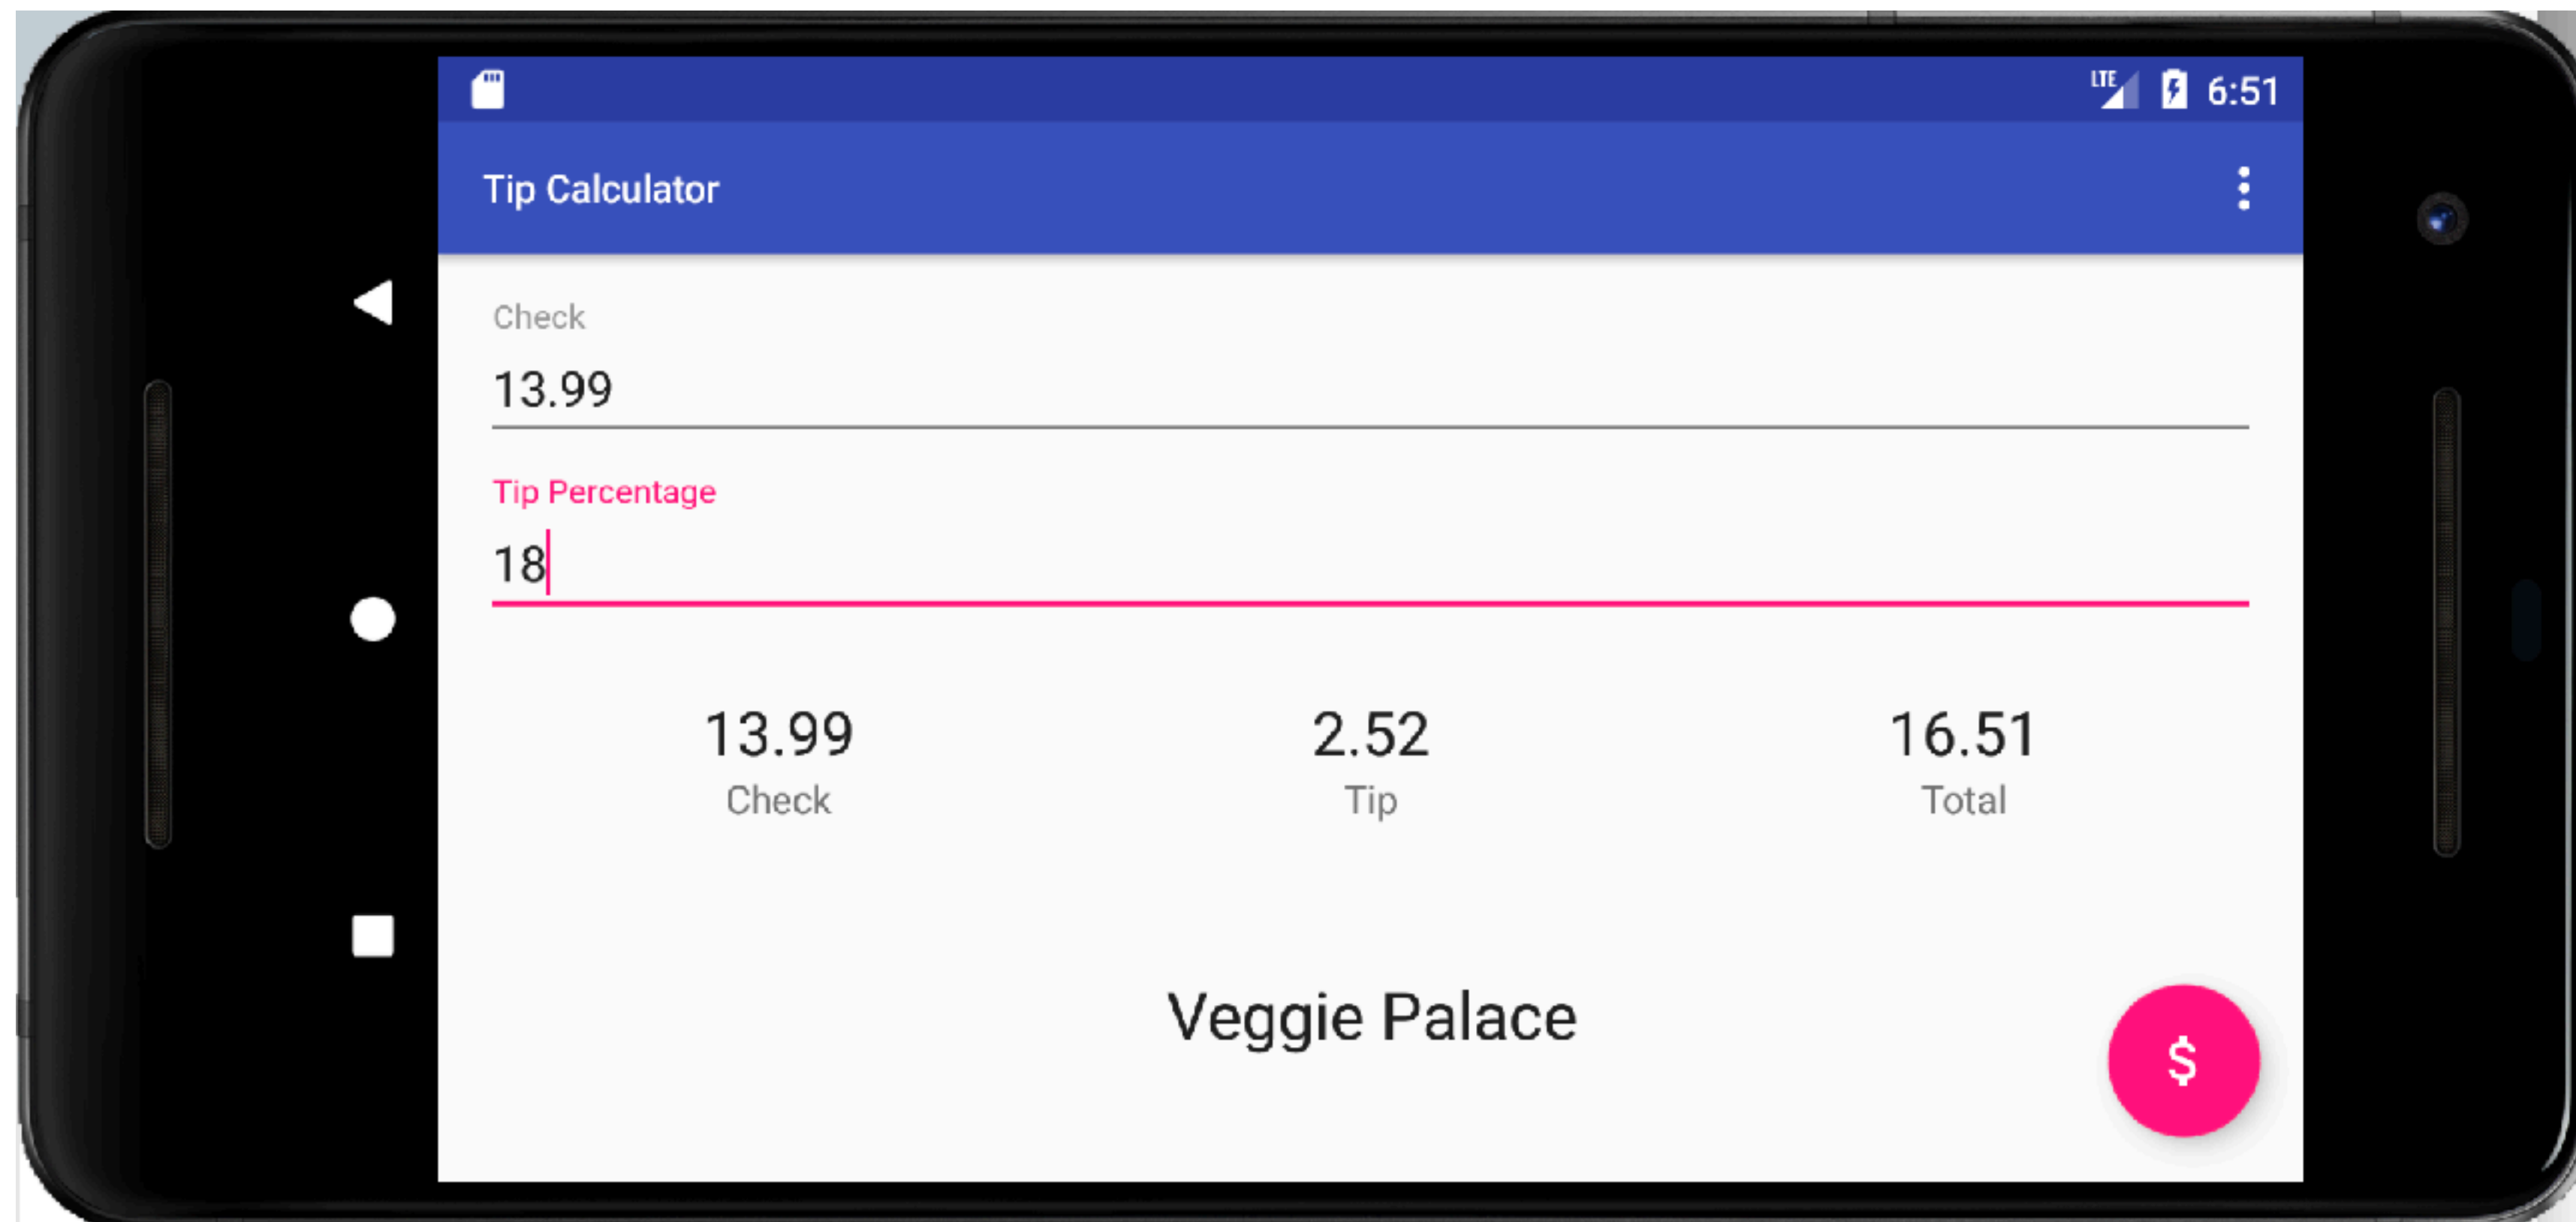 LTE 6:51
Tip Calculator
Check
13.99
Tip Percentage
18
13.99 2.52 16.51
Check Tip Total
Veggie Palace
$